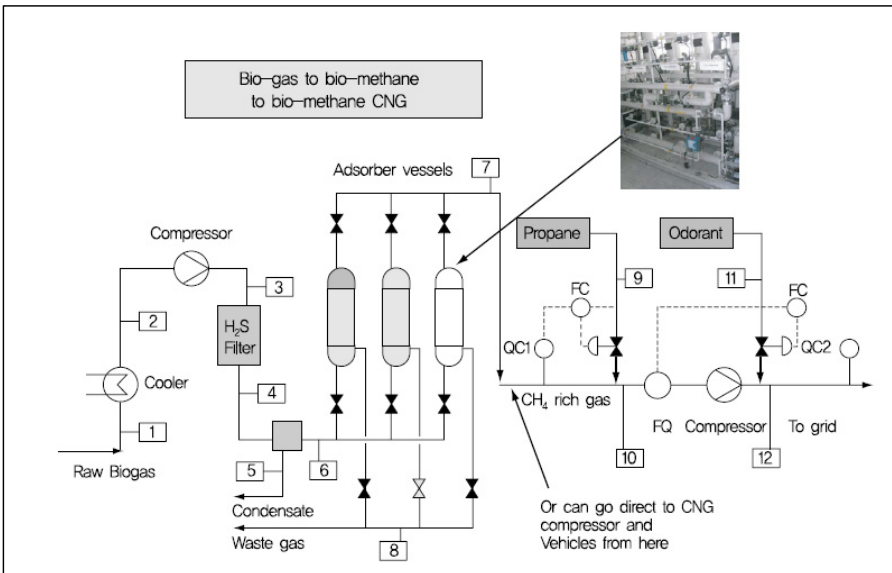 Bio-gas to bio-methane
to bio-methane CNG
Adsorber vessels
7
Compressor
Propane
Odorant
3
9
11
FC
FC
2
H₂S
Filter
QC1
QC2
Cooler
4
1
CH₄ rich gas
FQ
Compressor
To grid
Raw Biogas
5
6
10
12
Condensate
Or can go direct to CNG
compressor and
Vehicles from here
Waste gas
8